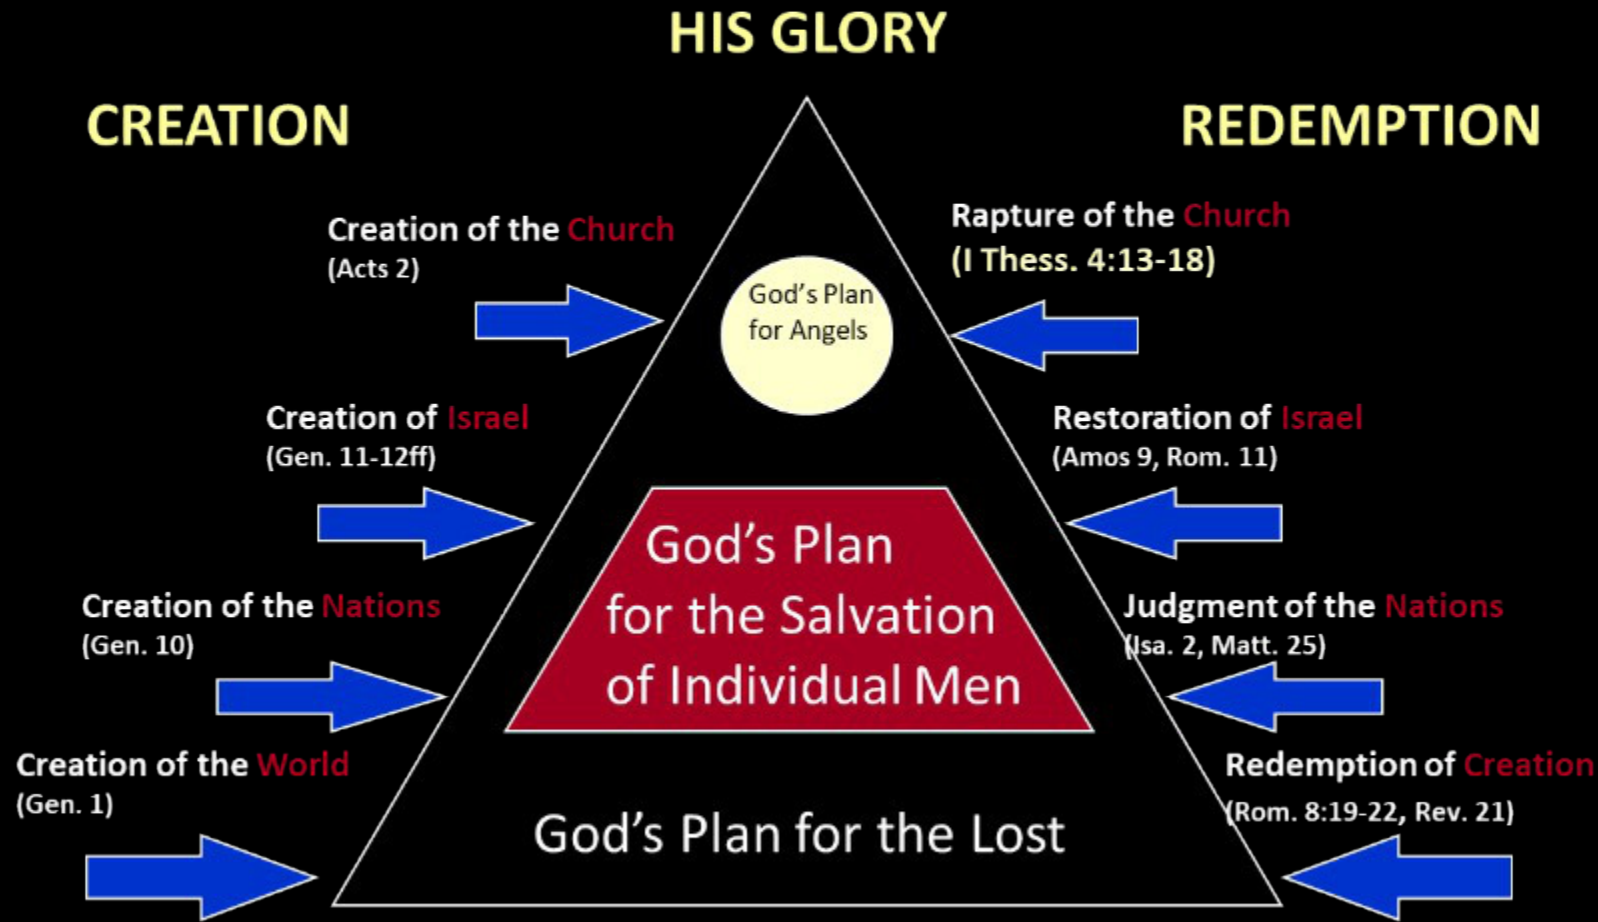 HIS GLORY
CREATION
REDEMPTION
Creation of the Church
(Acts 2)
Rapture of the Church
(I Thess. 4:13-18)
God's Plan
for Angels
Creation of Israel
(Gen. 11-12ff)
Restoration of Israel
(Amos 9, Rom. 11)
God's Plan
for the Salvation
of Individual Men
Creation of the Nations
(Gen. 10)
Judgment of the Nations
(Isa. 2, Matt. 25)
Creation of the World
(Gen. 1)
Redemption of Creation
(Rom. 8:19-22, Rev. 21)
God's Plan for the Lost